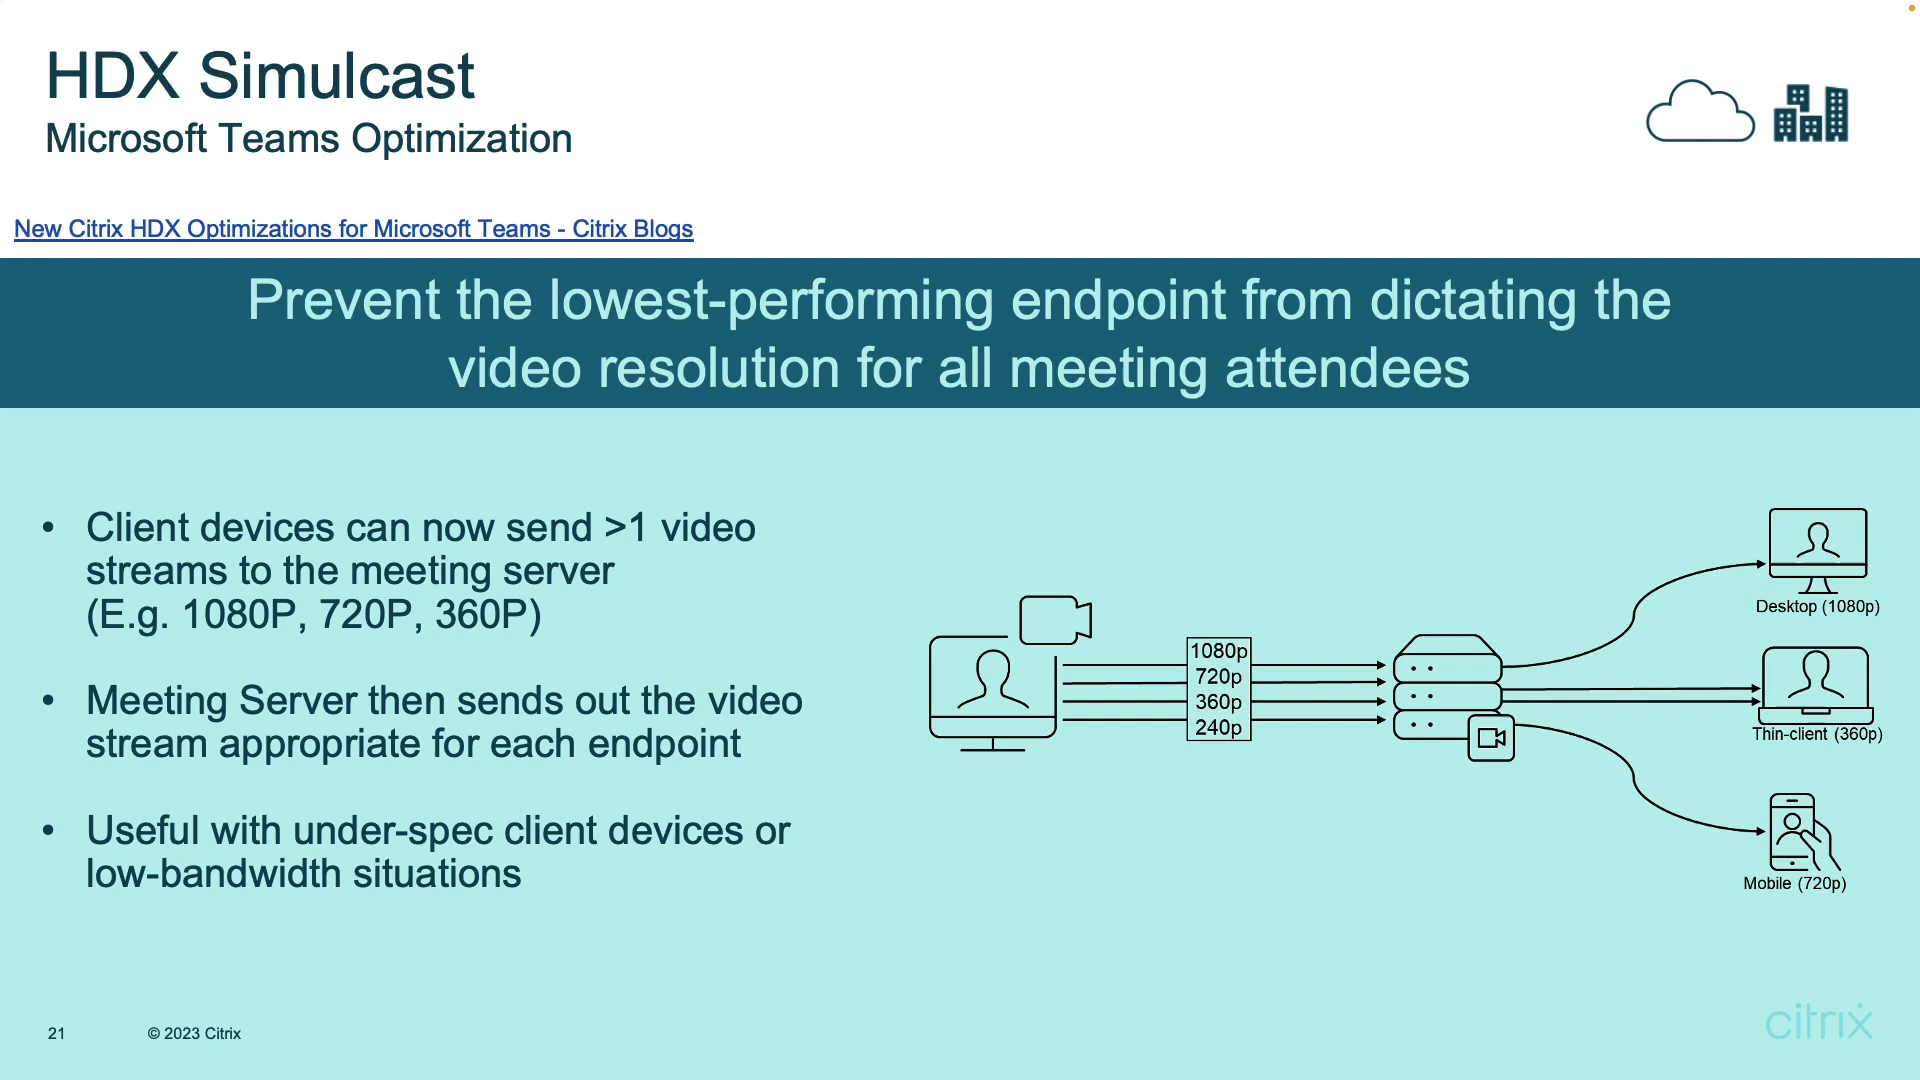 HDX Simulcast
Microsoft Teams Optimization
New Citrix HDX Optimizations for Microsoft Teams - Citrix Blogs
Prevent the lowest-performing endpoint from dictating the
video resolution for all meeting attendees
• Client devices can now send >1 video
streams to the meeting server
(E.g. 1080P, 720P, 360P)
• Meeting Server then sends out the video
stream appropriate for each endpoint
• Useful with under-spec client devices or
low-bandwidth situations
1080p
720p
360p
240p
Desktop (1080p)
Thin-client (360p)
Mobile (720p)
21
© 2023 Citrix
citrix